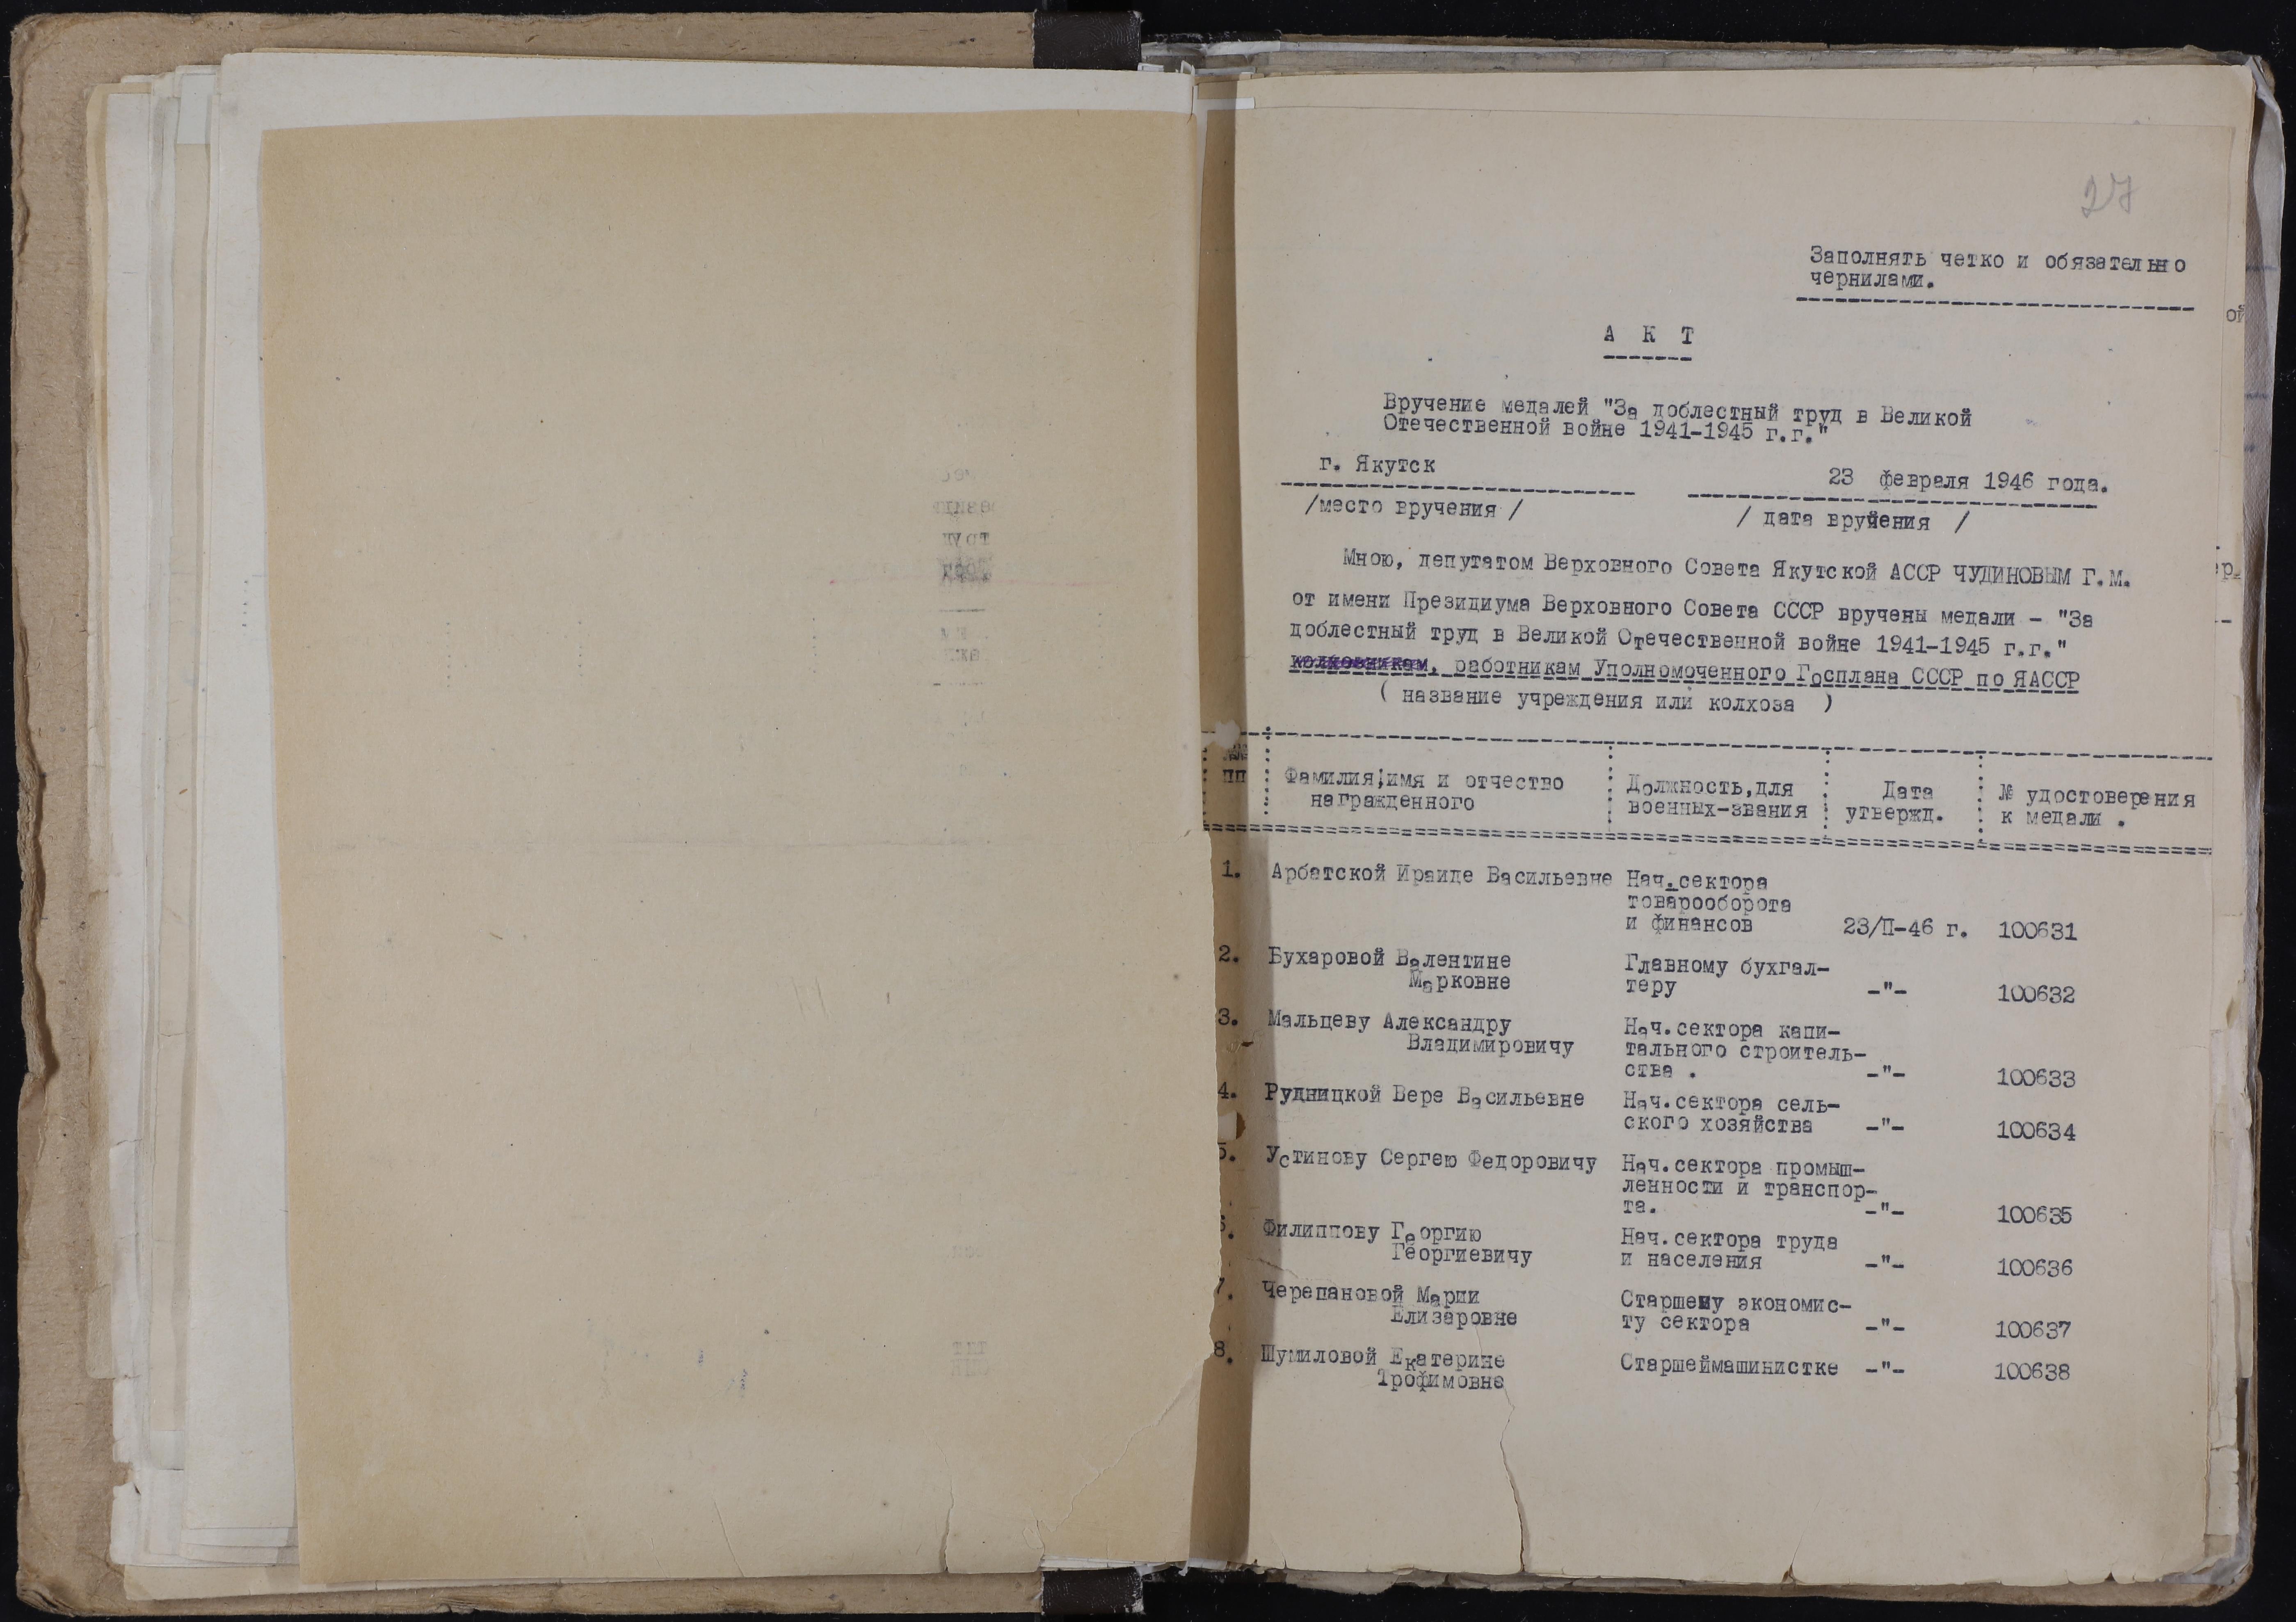 27
Заполнять четко и обязательно
чернилами.
А К Т
Вручение медалей "За доблестный труд в Великой
Отечественной войне 1941-1945 г.г."
г. Якутск
23 февраля 1946 года.
/место вручения /
/ дата вручения /
Мною, депутатом Верховного Совета Якутской АССР ЧУДИНОВЫМ Г.М.
от имени Президиума Верховного Совета СССР вручены медали - "За
доблестный труд в Великой Отечественной войне 1941-1945 г.г."
работникам Уполномоченного Госплана СССР по ЯАССР
( название учреждения или колхоза )
№№ пп
Фамилия, имя и отчество награжденного
Должность, для военных-звания
Дата утвержд.
№ удостоверения к медали .
1. Арбатской Ираиде Васильевне Нач.сектора
товарооборота
и финансов 23/П-46 г. 100631
2. Бухаровой Валентине Главному бухгал-
Марковне теру -"- 100632
3. Мальцеву Александру Нач.сектора капи-
Владимировичу тального строитель-
ства . -"- 100633
4. Рудницкой Вере Васильевне Нач.сектора сель-
ского хозяйства -"- 100634
5. Устинову Сергею Федоровичу Нач.сектора промыш-
ленности и транспор-
та. -"- 100635
6. Филиппову Георгию Нач.сектора труда
Георгиевичу и населения -"- 100636
7. Черепановой Марии Старшему экономис-
Елизаровне ту сектора -"- 100637
8. Шумиловой Екатерине Старшеймашинистке -"- 100638
Трофимовне